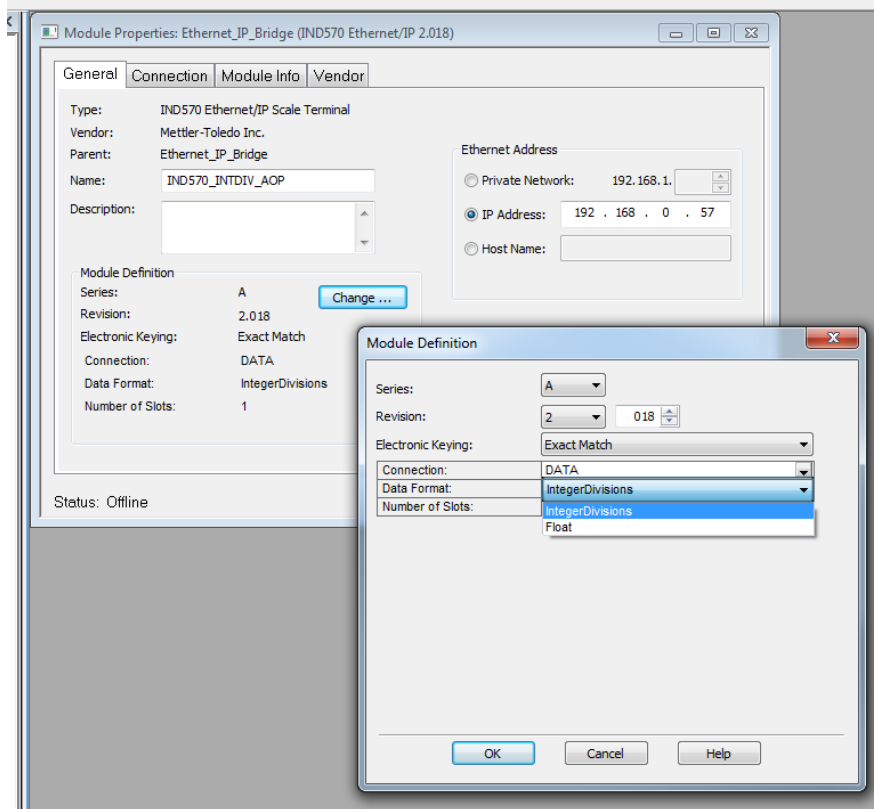 Module Properties: Ethernet_IP_Bridge (IND570 Ethernet/IP 2.018)
General Connection Module Info Vendor
Type: IND570 Ethernet/IP Scale Terminal
Vendor: Mettler-Toledo Inc.
Parent: Ethernet_IP_Bridge
Name: IND570_INTDIV_AOP
Description:
Ethernet Address
Private Network: 192.168.1.
IP Address: 192 . 168 . 0 . 57
Host Name:
Module Definition
Series: A
Change ...
Revision: 2.018
Electronic Keying: Exact Match
Connection: DATA
Data Format: IntegerDivisions
Number of Slots: 1
Status: Offline
Module Definition
Series: A
Revision: 2 018
Electronic Keying: Exact Match
Connection: DATA
Data Format: IntegerDivisions
Number of Slots:
IntegerDivisions
Float
OK Cancel Help